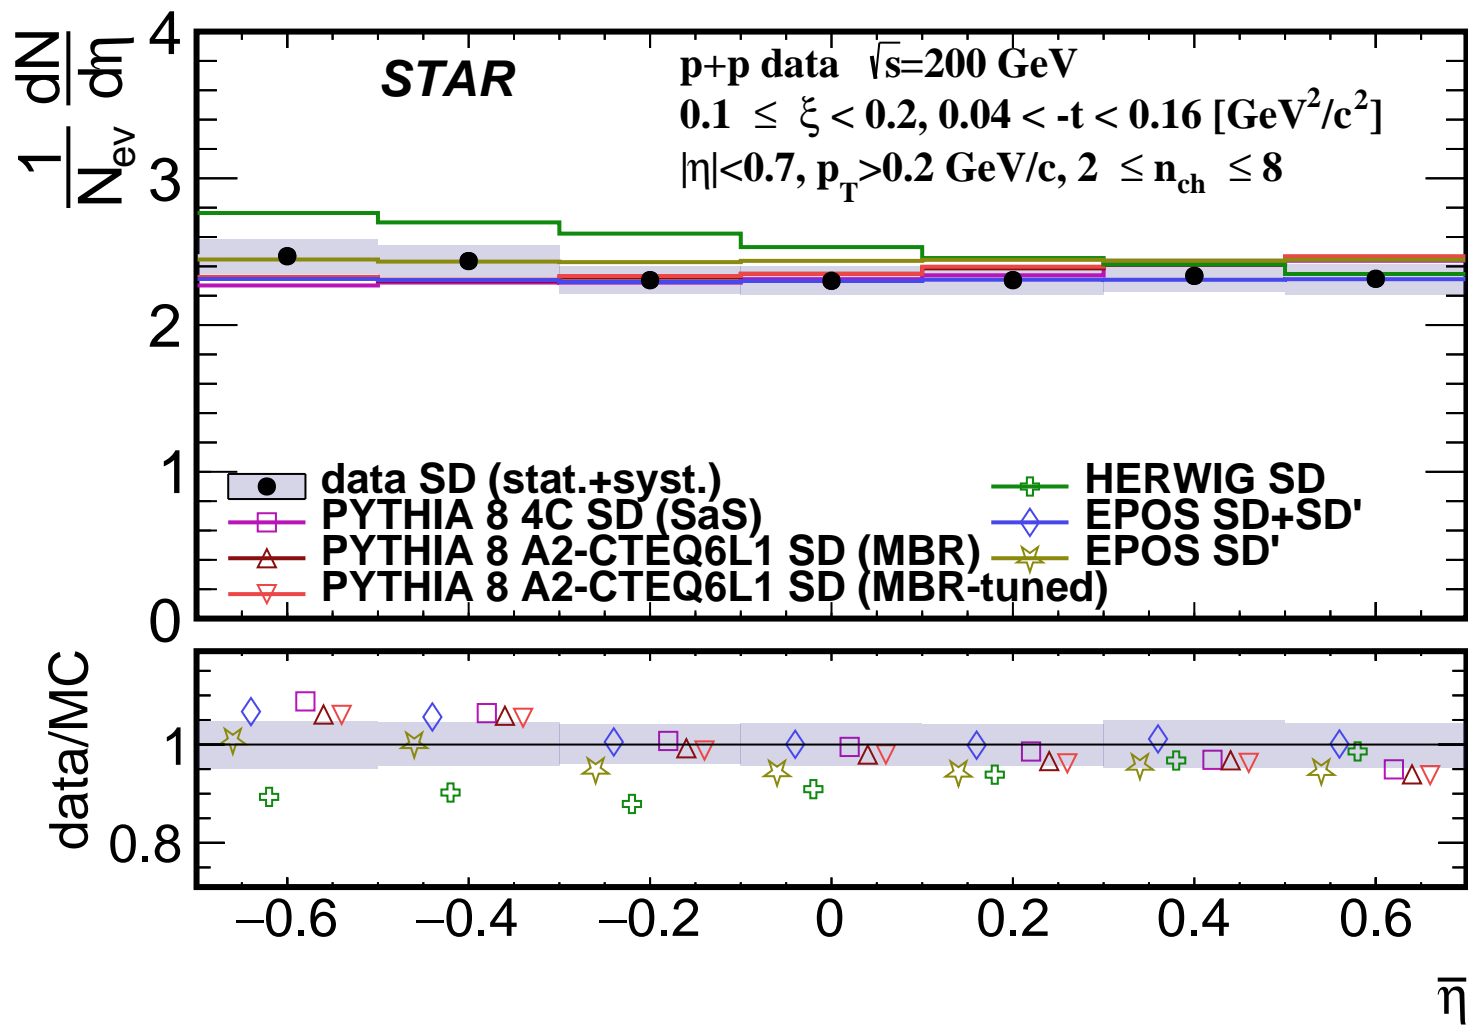 STAR
p+p data √s=200 GeV
0.1 ≤ ξ < 0.2, 0.04 < -t < 0.16 [GeV²/c²]
|η|<0.7, p_T>0.2 GeV/c, 2 ≤ n_ch ≤ 8
1/N_ev dN/dη
4
3
2
1
0
data SD (stat.+syst.)
PYTHIA 8 4C SD (SaS)
PYTHIA 8 A2-CTEQ6L1 SD (MBR)
PYTHIA 8 A2-CTEQ6L1 SD (MBR-tuned)
HERWIG SD
EPOS SD+SD'
EPOS SD'
data/MC
1
0.8
−0.6 −0.4 −0.2 0 0.2 0.4 0.6
η̅